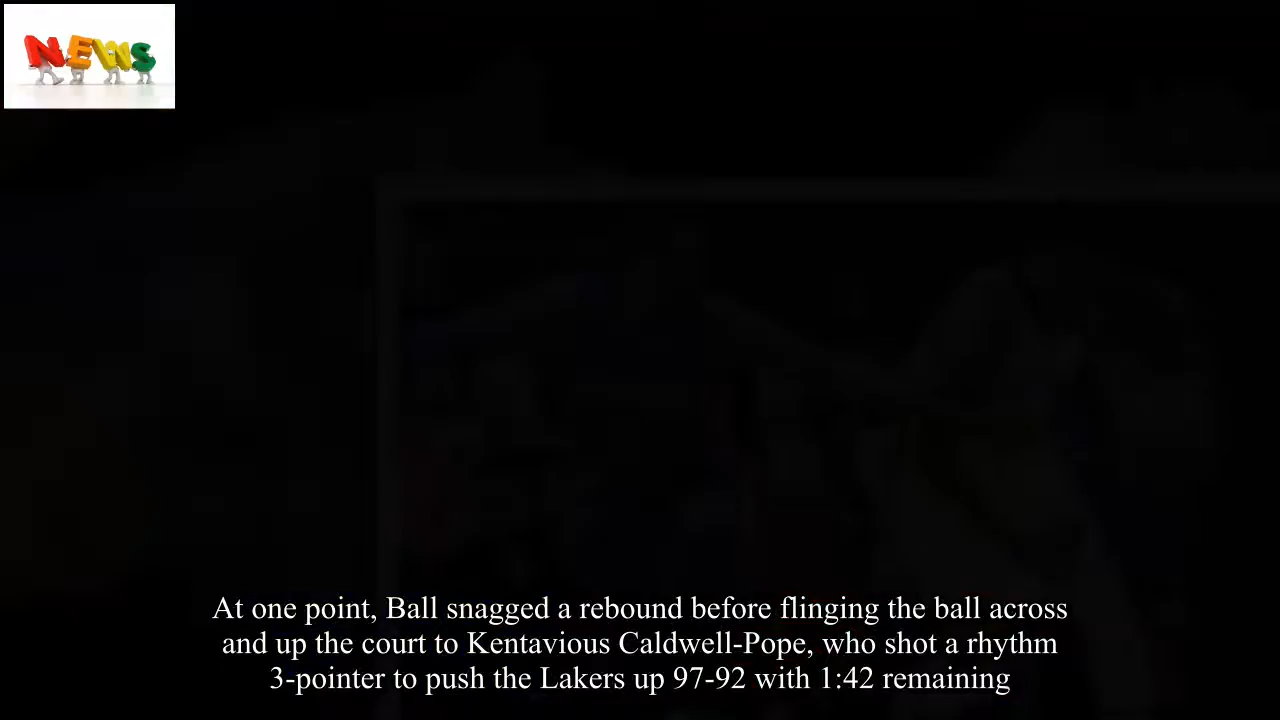 NEWS
At one point, Ball snagged a rebound before flinging the ball across
and up the court to Kentavious Caldwell-Pope, who shot a rhythm
3-pointer to push the Lakers up 97-92 with 1:42 remaining